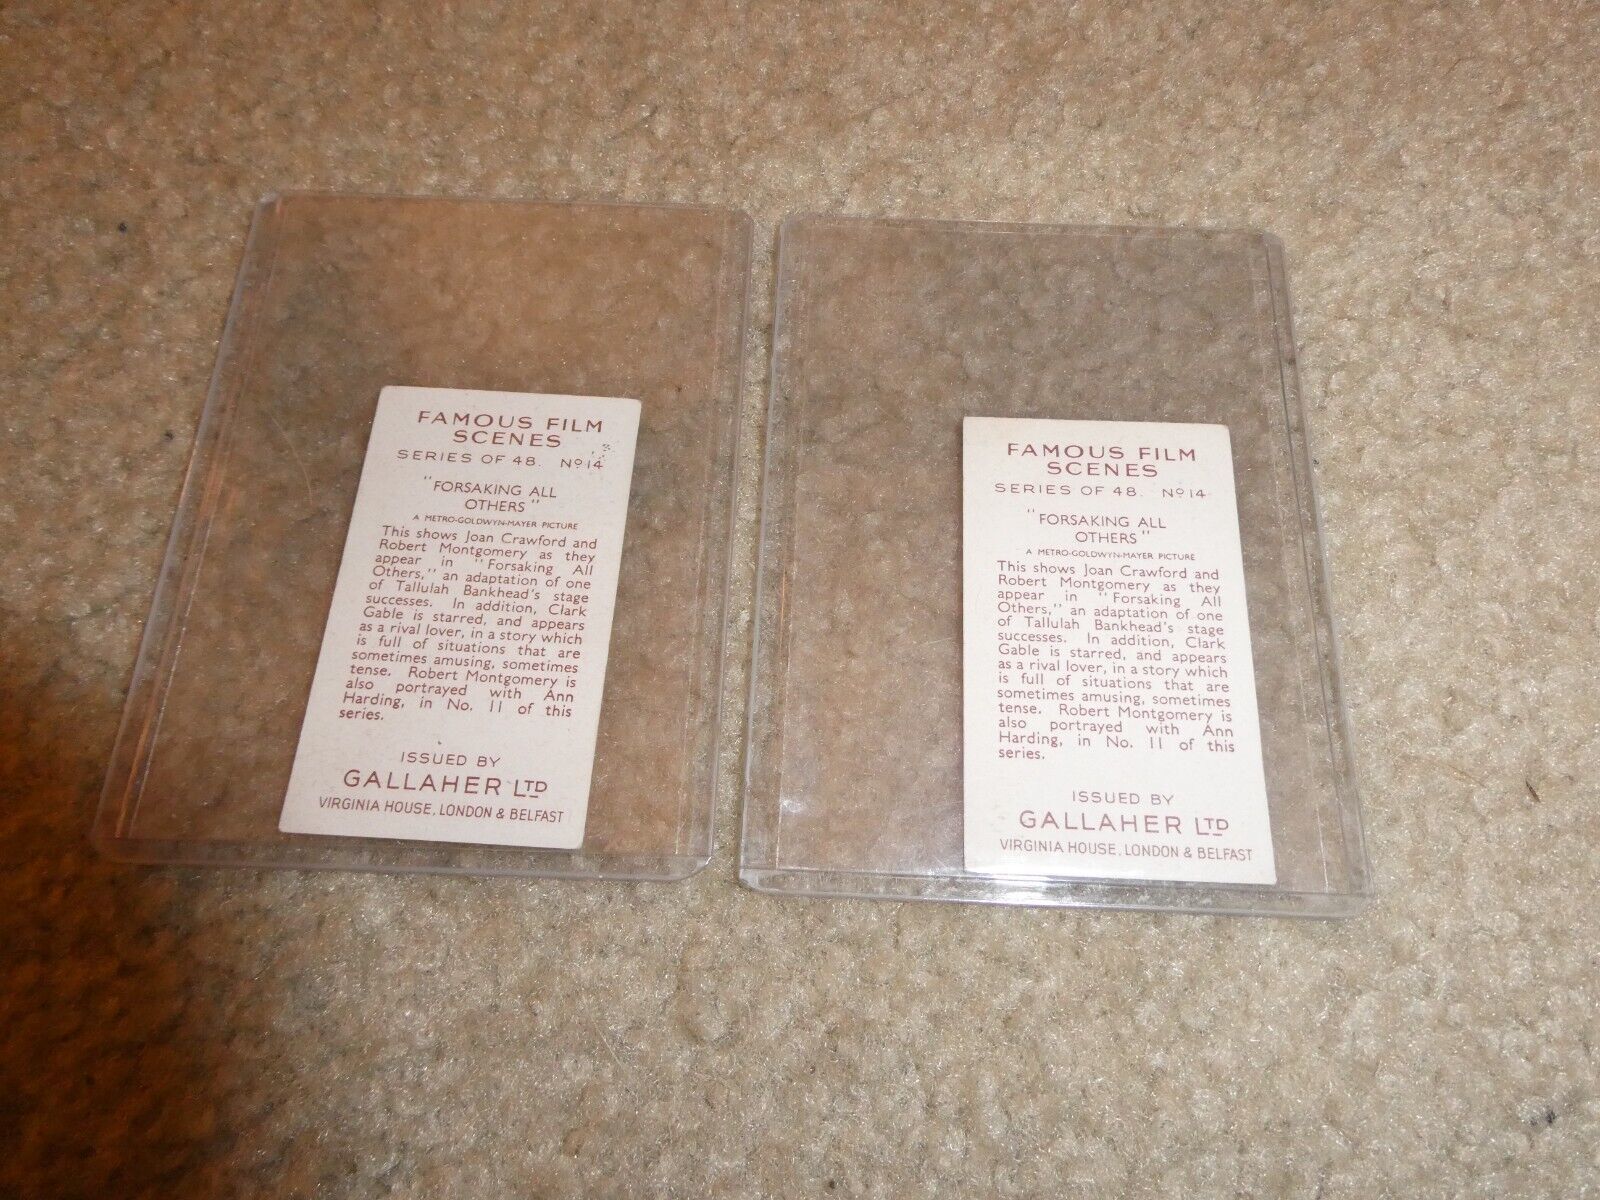 FAMOUS FILM
SCENES
SERIES OF 48. Nº 14
"FORSAKING ALL
OTHERS"
A METRO-GOLDWYN-MAYER PICTURE
This shows Joan Crawford and
Robert Montgomery as they
appear in "Forsaking All
Others," an adaptation of one
of Tallulah Bankhead's stage
successes. In addition, Clark
Gable is starred, and appears
as a rival lover, in a story which
is full of situations that are
sometimes amusing, sometimes
tense. Robert Montgomery is
also portrayed with Ann
Harding, in No. 11 of this
series.
ISSUED BY
GALLAHER LTD
VIRGINIA HOUSE, LONDON & BELFAST
FAMOUS FILM
SCENES
SERIES OF 48. Nº 14
"FORSAKING ALL
OTHERS"
A METRO-GOLDWYN-MAYER PICTURE
This shows Joan Crawford and
Robert Montgomery as they
appear in "Forsaking All
Others," an adaptation of one
of Tallulah Bankhead's stage
successes. In addition, Clark
Gable is starred, and appears
as a rival lover, in a story which
is full of situations that are
sometimes amusing, sometimes
tense. Robert Montgomery is
also portrayed with Ann
Harding, in No. 11 of this
series.
ISSUED BY
GALLAHER LTD
VIRGINIA HOUSE, LONDON & BELFAST